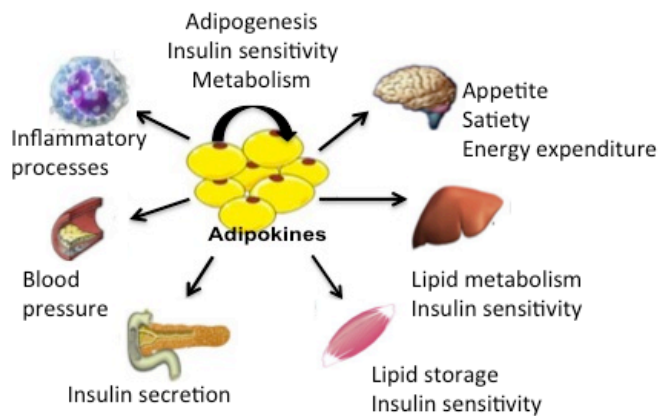 Adipogenesis
Insulin sensitivity
Metabolism
Inflammatory
processes
Appetite
Satiety
Energy expenditure
Adipokines
Blood
pressure
Lipid metabolism
Insulin sensitivity
Insulin secretion
Lipid storage
Insulin sensitivity